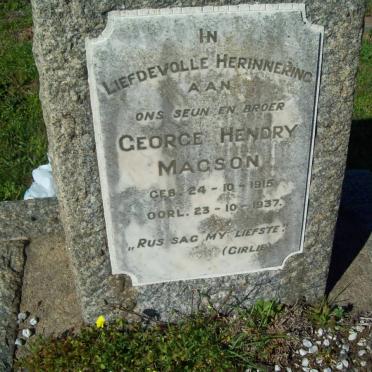 IN
LIEFDEVOLLE HERINNERING
AAN
ONS SEUN EN BROER
GEORGE HENDRY
MAGSON
GEB. 24-10-1915
OORL. 23-10-1937.
„RUS SAG MY LIEFSTE."
(GIRLIE)